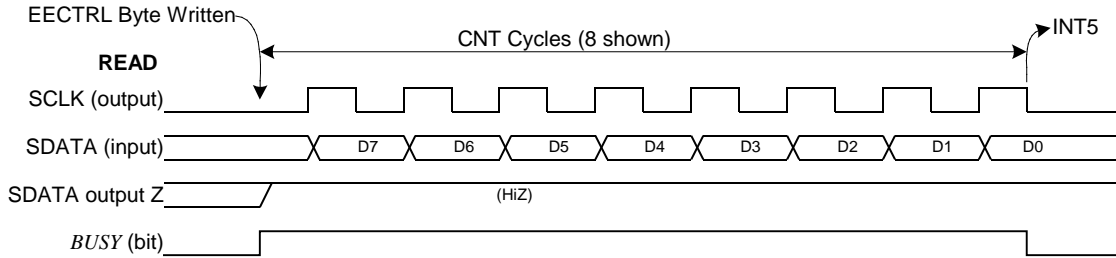 EECTRL Byte Written
INT5
CNT Cycles (8 shown)
READ
SCLK (output)
SDATA (input)
D7 D6 D5 D4 D3 D2 D1 D0
SDATA output Z
(HiZ)
BUSY (bit)